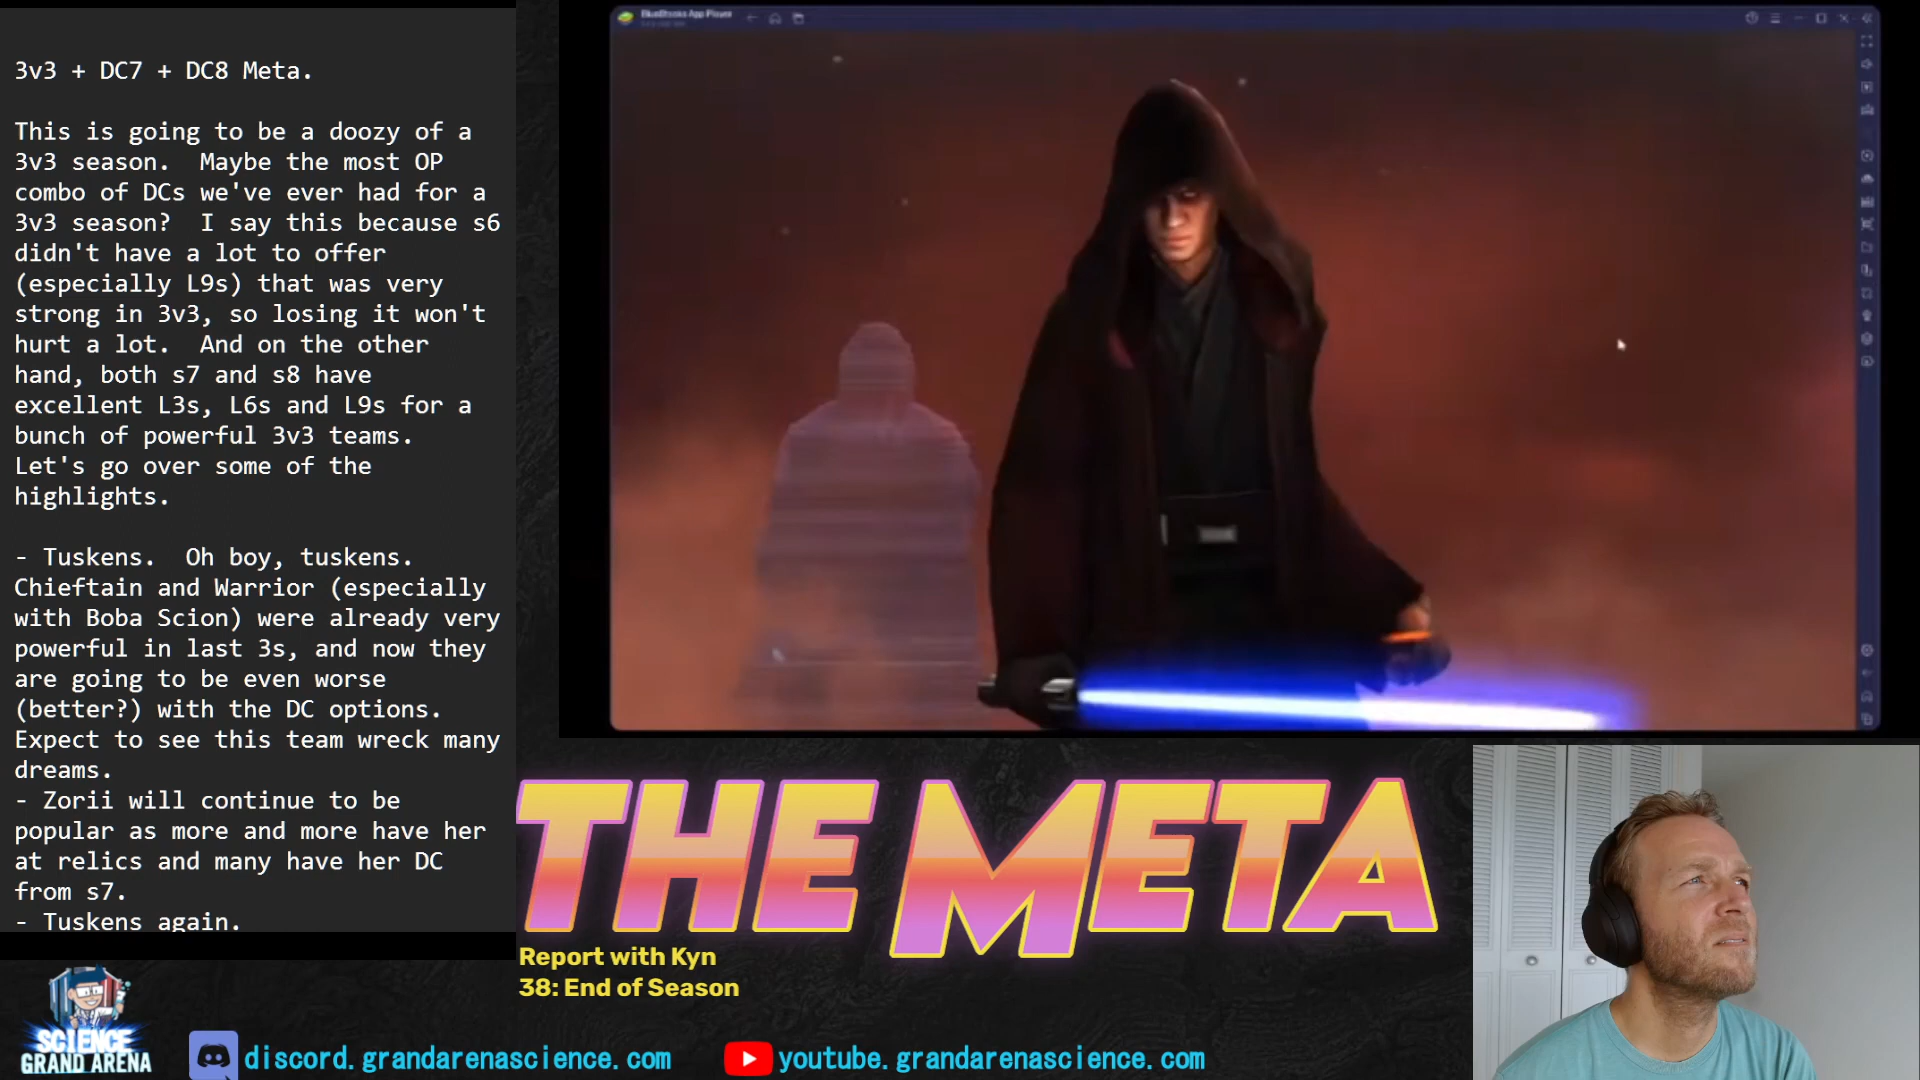 BlueStacks App Player
3v3 + DC7 + DC8 Meta.
This is going to be a doozy of a
3v3 season.  Maybe the most OP
combo of DCs we've ever had for a
3v3 season?  I say this because s6
didn't have a lot to offer
(especially L9s) that was very
strong in 3v3, so losing it won't
hurt a lot.  And on the other
hand, both s7 and s8 have
excellent L3s, L6s and L9s for a
bunch of powerful 3v3 teams.
Let's go over some of the
highlights.
- Tuskens.  Oh boy, tuskens.
Chieftain and Warrior (especially
with Boba Scion) were already very
powerful in last 3s, and now they
are going to be even worse
(better?) with the DC options.
Expect to see this team wreck many
dreams.
- Zorii will continue to be
popular as more and more have her
at relics and many have her DC
from s7.
- Tuskens again.
THE META
Report with Kyn
38: End of Season
SCIENCE
GRAND ARENA
discord.grandarenascience.com
youtube.grandarenascience.com